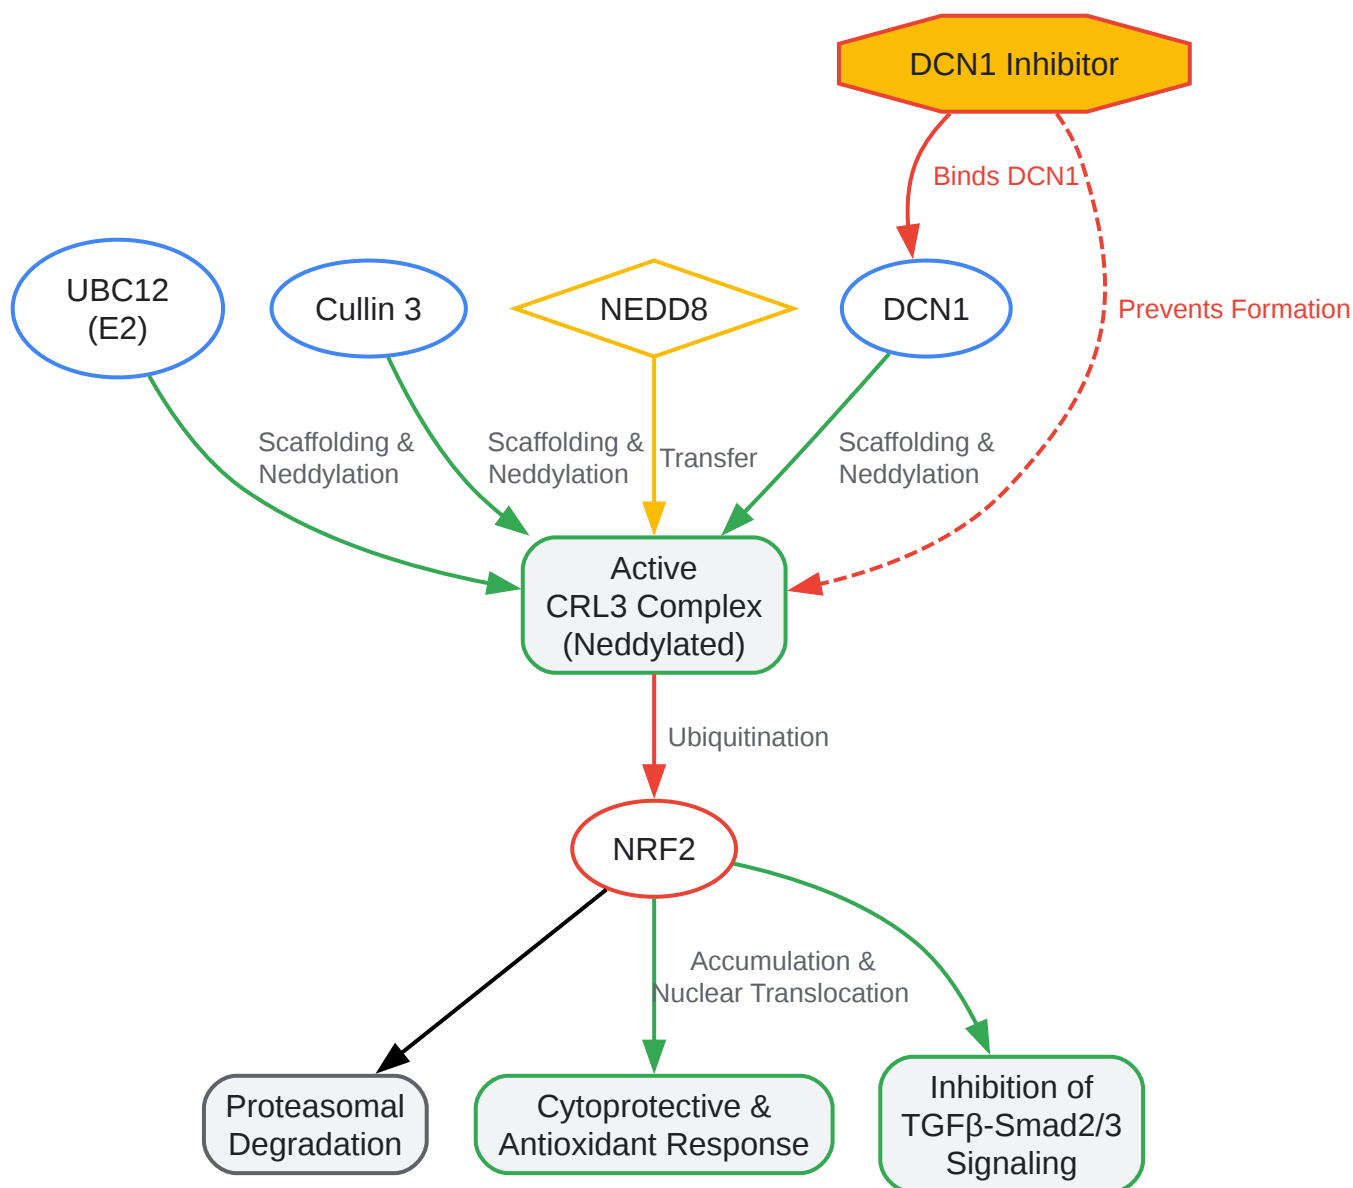 DCN1 Inhibitor
Binds DCN1
UBC12
(E2)
Cullin 3
NEDD8
DCN1
Prevents Formation
Scaffolding &
Neddylation
Scaffolding &
Neddylation
Transfer
Scaffolding &
Neddylation
Active
CRL3 Complex
(Neddylated)
Ubiquitination
NRF2
Accumulation &
Nuclear Translocation
Proteasomal
Degradation
Cytoprotective &
Antioxidant Response
Inhibition of
TGFβ-Smad2/3
Signaling